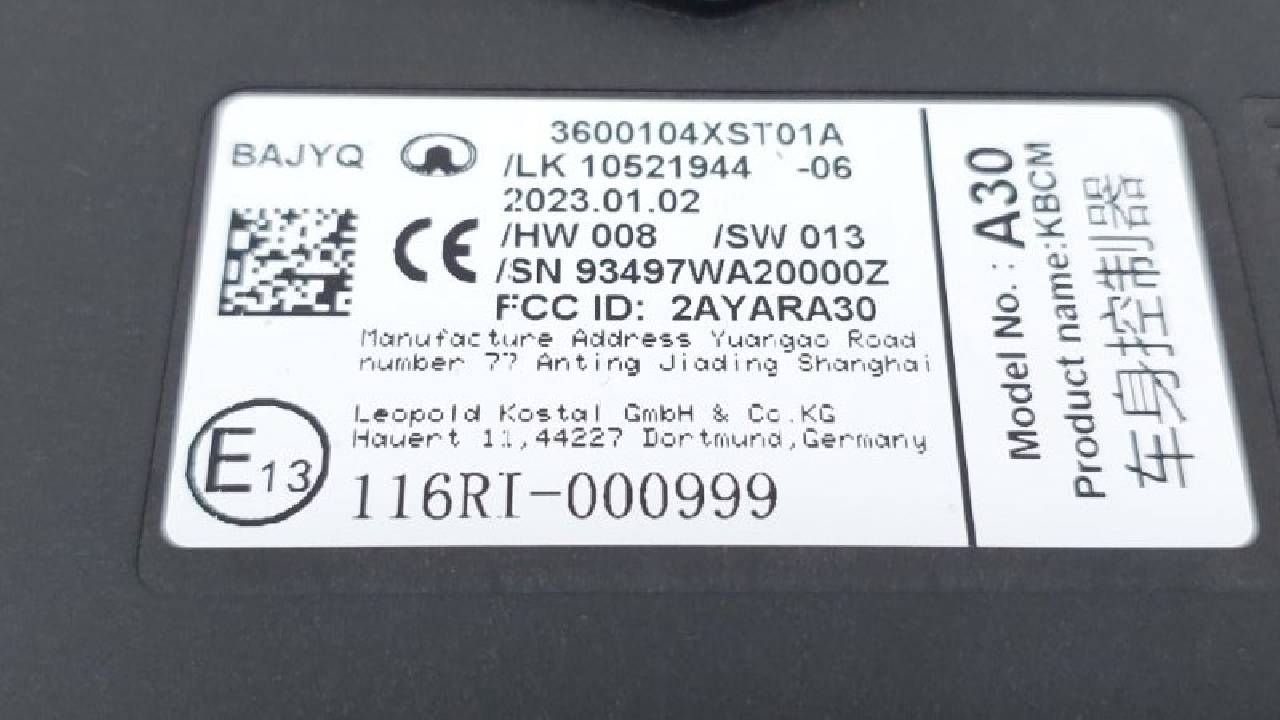 BAJYQ
3600104XST01A
/LK 10521944 -06
2023.01.02
CE
/HW 008 /SW 013
/SN 93497WA20000Z
FCC ID: 2AYARA30
Manufacture Address Yuangao Road
number 77 Anting Jiading Shanghai
Leopold Kostal GmbH & Co.KG
Hauert 11,44227 Dortmund,Germany
E13
116RI-000999
Model No.: A30
Product name:KBCM
车身控制器